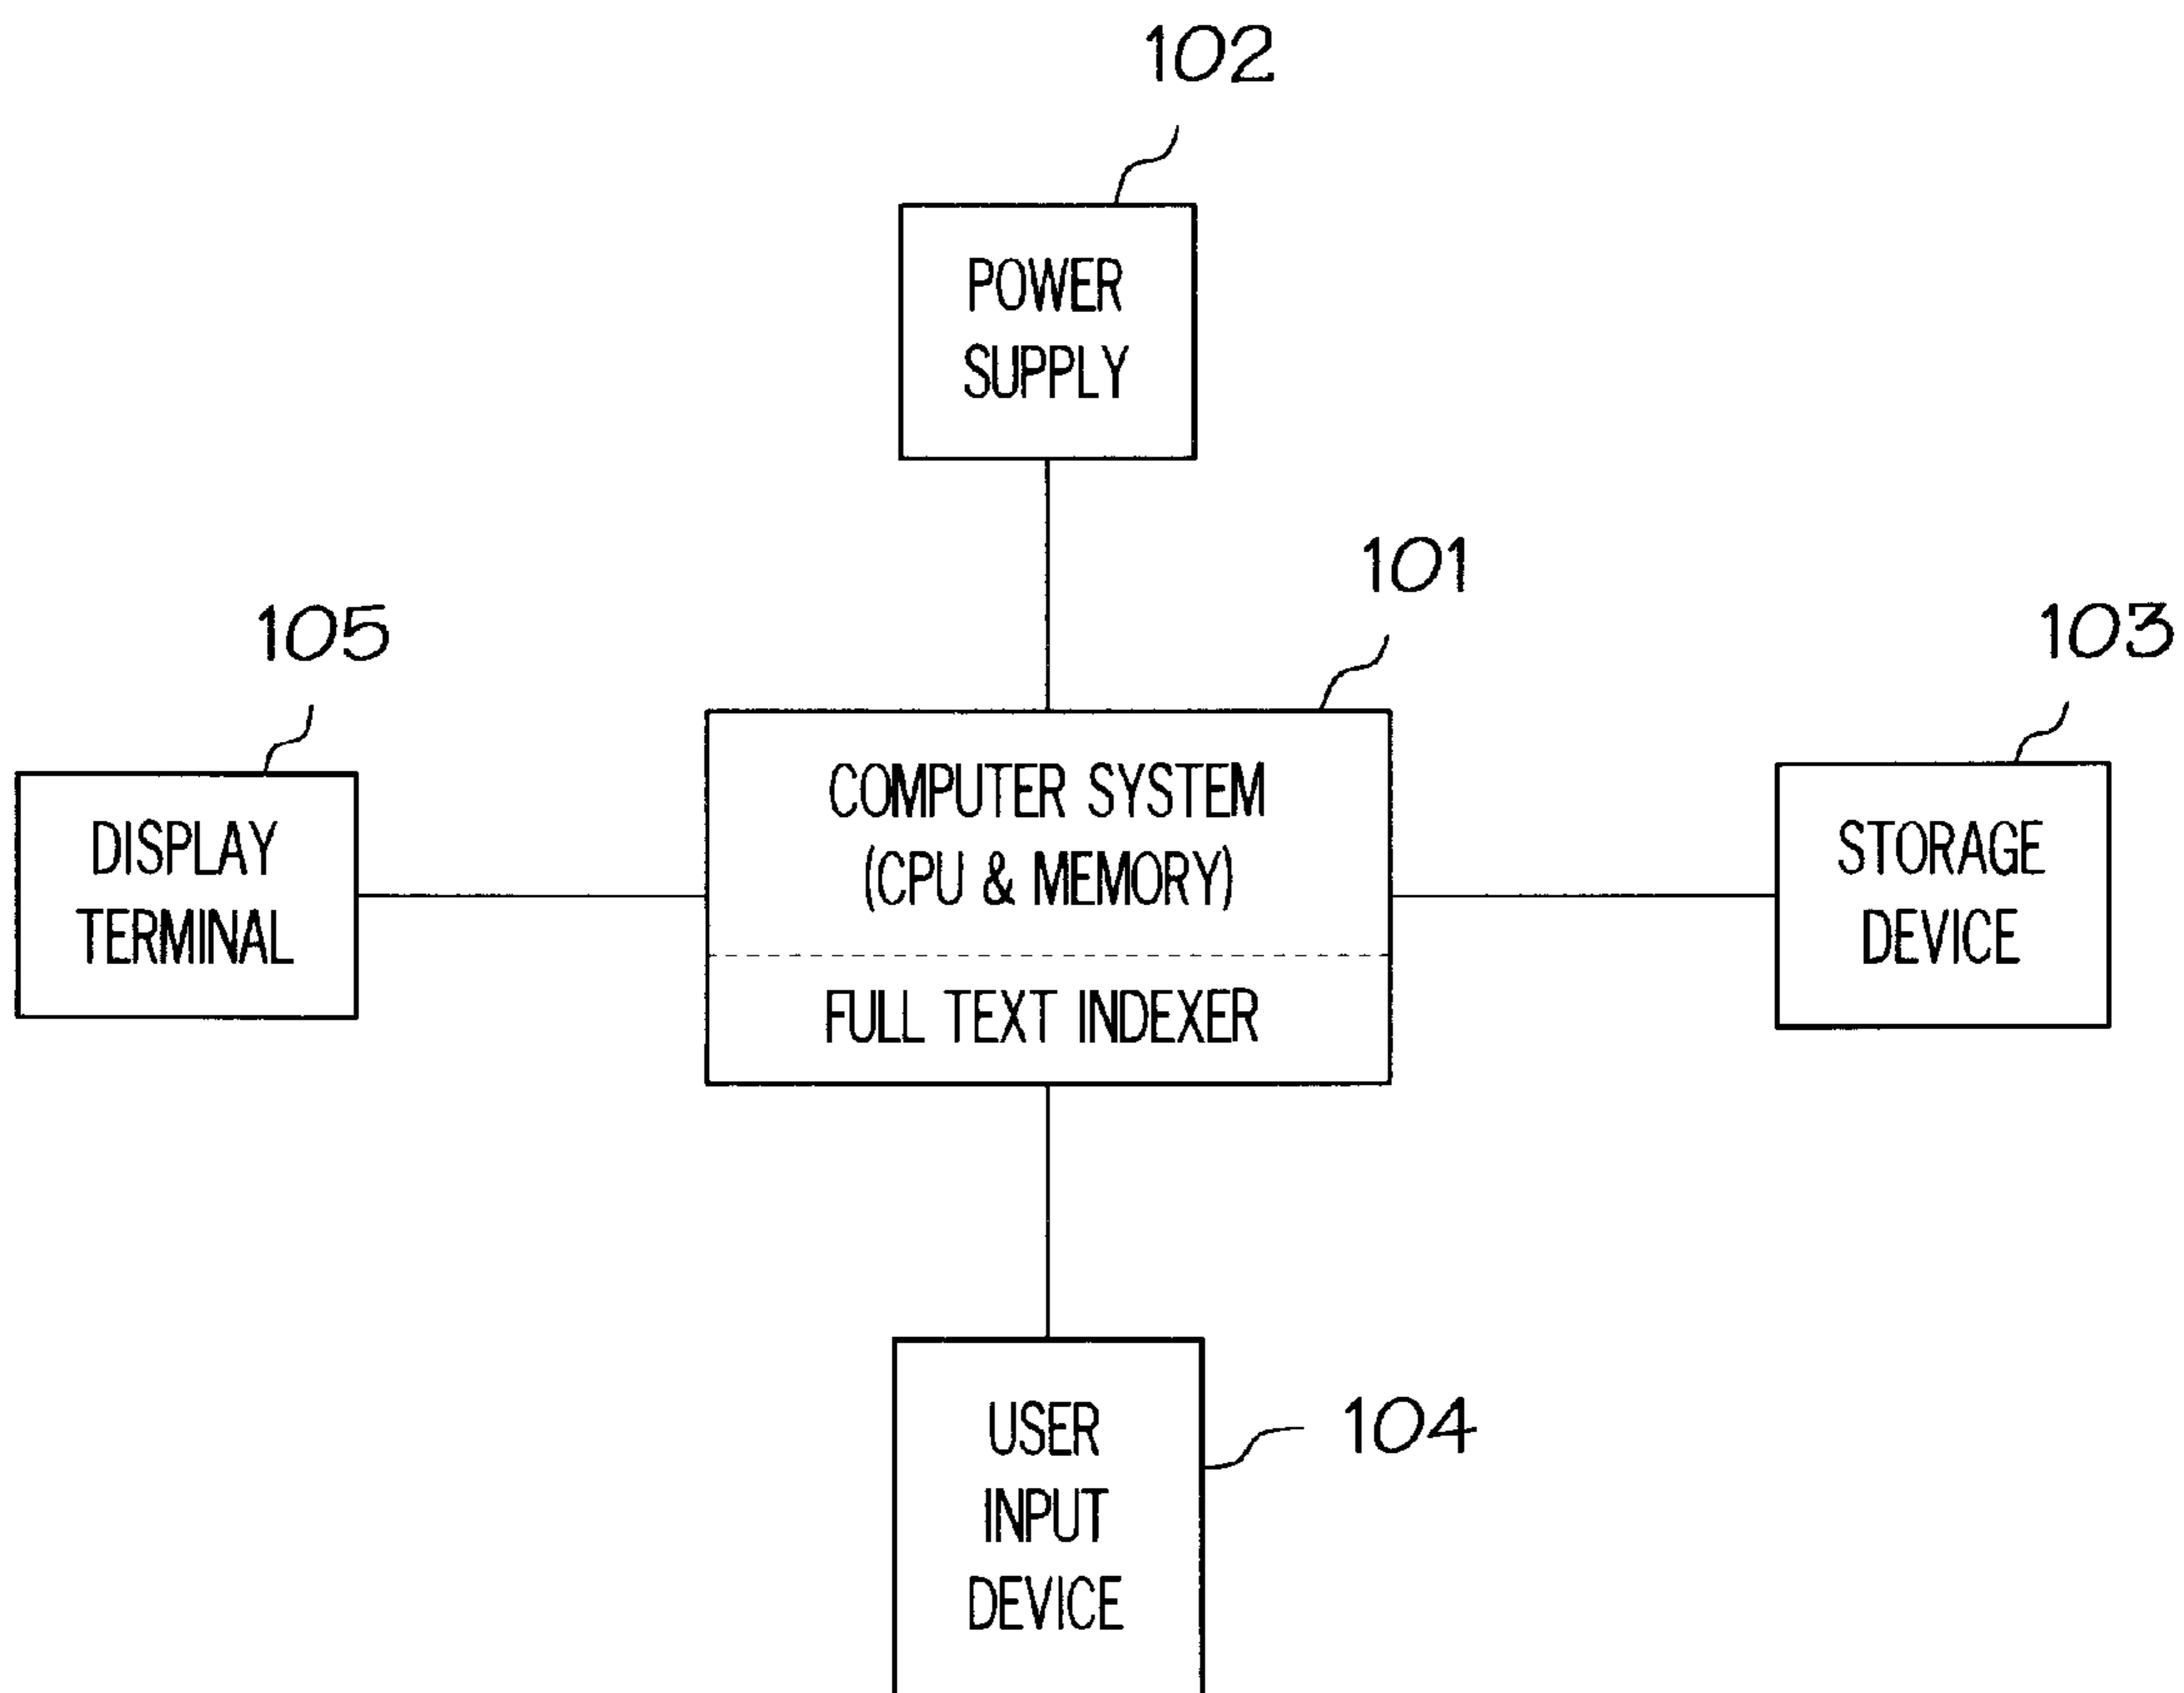 102
POWER
SUPPLY
101
105
103
COMPUTER SYSTEM
(CPU & MEMORY)
DISPLAY
TERMINAL
STORAGE
DEVICE
FULL TEXT INDEXER
USER
INPUT
DEVICE
104